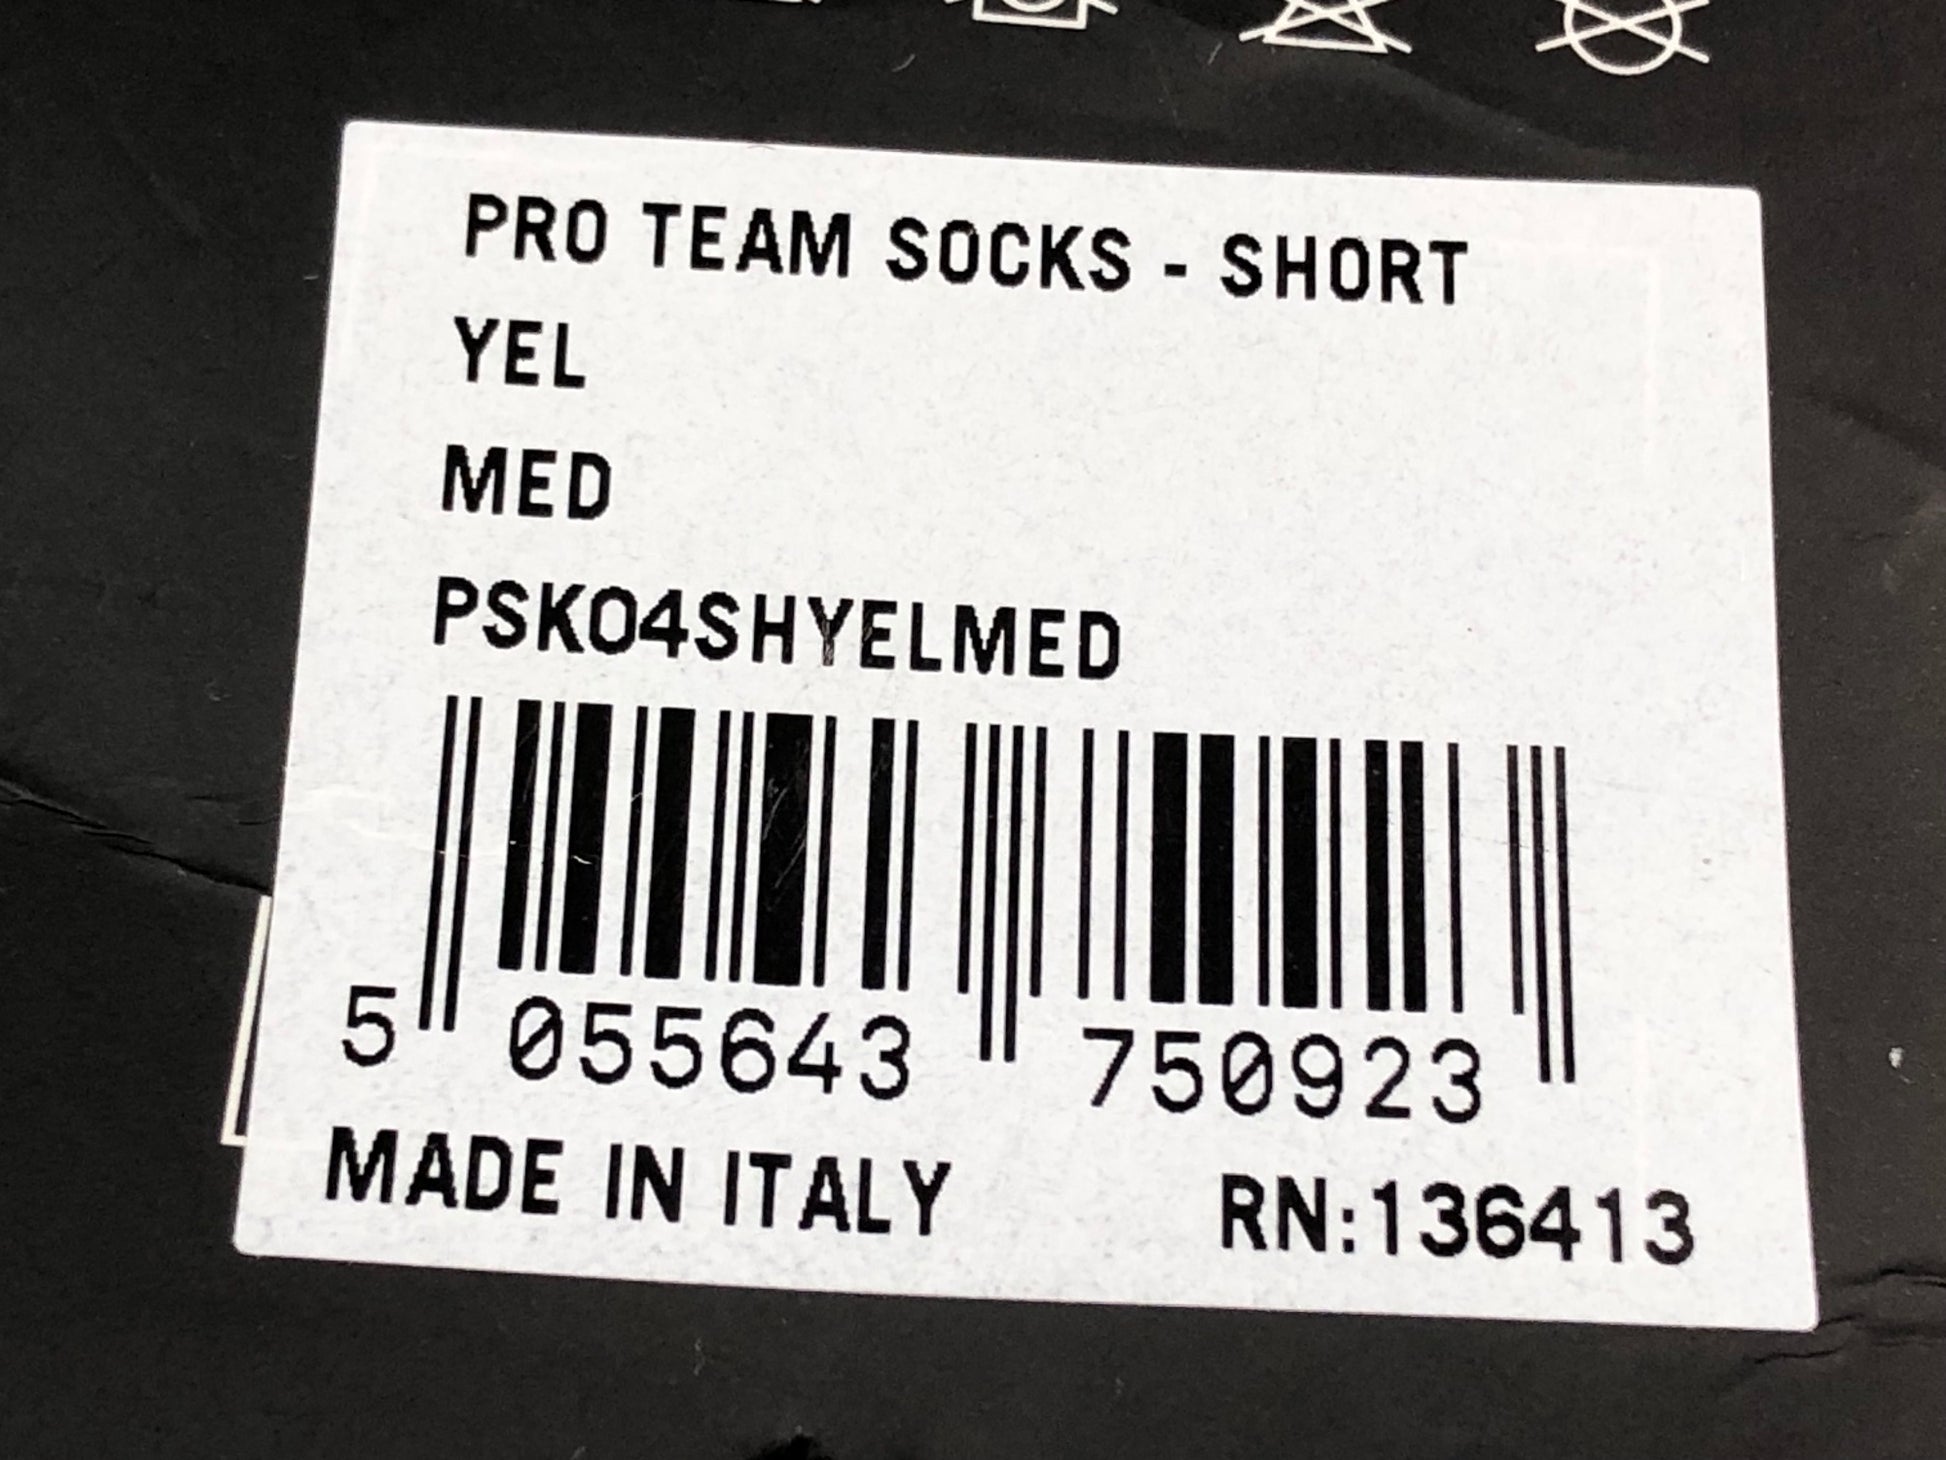 PRO TEAM SOCKS - SHORT
YEL
MED
PSK04SHYELMED
5 055643 750923
MADE IN ITALY RN:136413